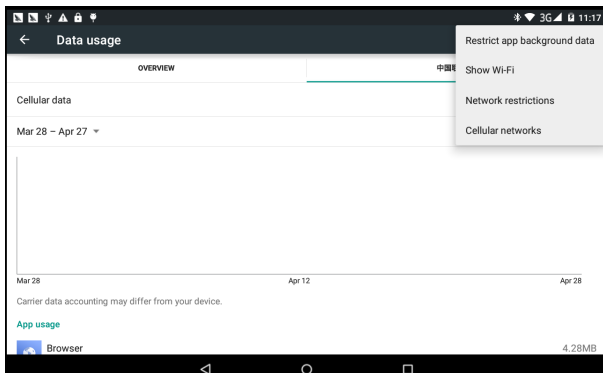 3G 11:17
Data usage
Restrict app background data
Show Wi-Fi
Network restrictions
Cellular networks
OVERVIEW
中国
Cellular data
Mar 28 – Apr 27
Mar 28
Apr 12
Apr 28
Carrier data accounting may differ from your device.
App usage
Browser
4.28MB